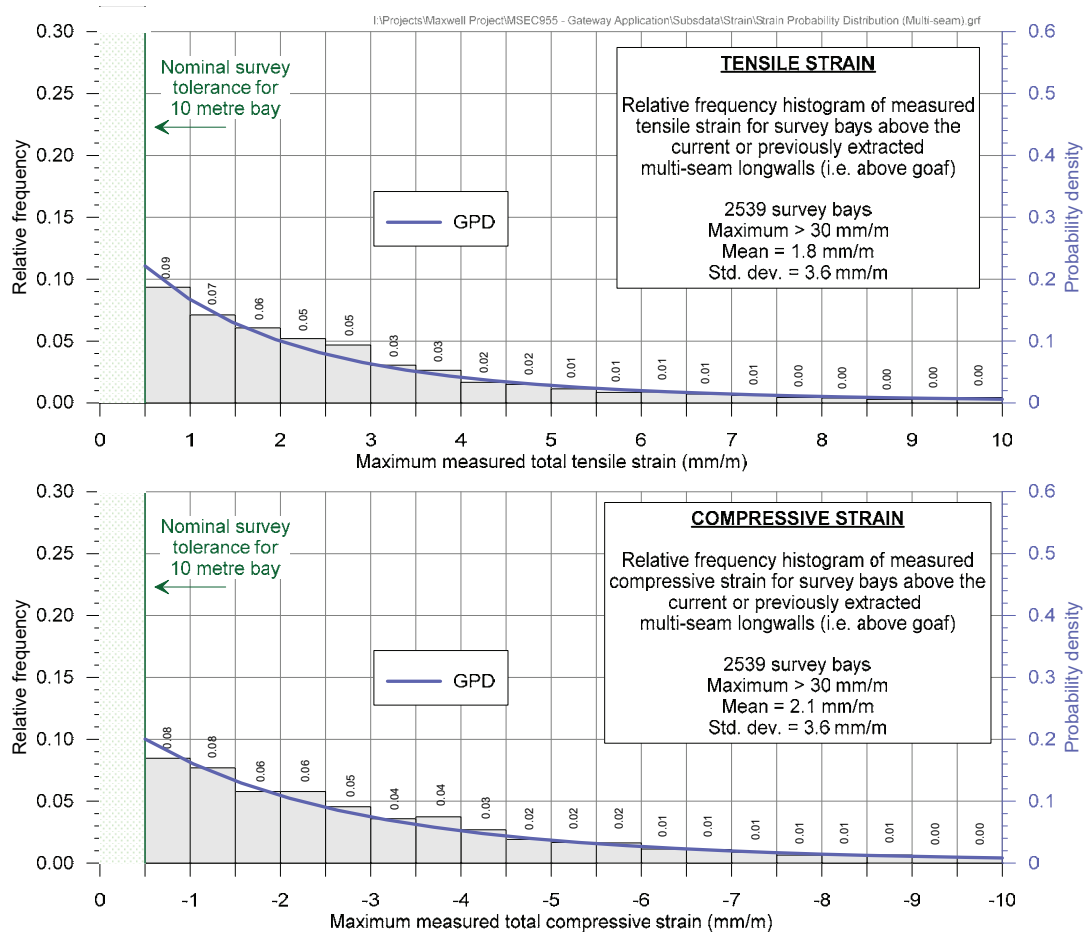 I:\Projects\Maxwell Project\MSEC955 - Gateway Application\Subsdata\Strain\Strain Probability Distribution (Multi-seam).grf
0.30
0.25
0.20
0.15
0.10
0.05
0.00
Relative frequency
Nominal survey
tolerance for
10 metre bay
GPD
TENSILE STRAIN
Relative frequency histogram of measured
tensile strain for survey bays above the
current or previously extracted
multi-seam longwalls (i.e. above goaf)
2539 survey bays
Maximum > 30 mm/m
Mean = 1.8 mm/m
Std. dev. = 3.6 mm/m
0.6
0.5
0.4
0.3
0.2
0.1
0
Probability density
0.09
0.07
0.06
0.05
0.05
0.03
0.03
0.02
0.02
0.01
0.01
0.01
0.01
0.01
0.00
0.00
0.00
0.00
0.00
0 1 2 3 4 5 6 7 8 9 10
Maximum measured total tensile strain (mm/m)
0.30
0.25
0.20
0.15
0.10
0.05
0.00
Relative frequency
Nominal survey
tolerance for
10 metre bay
GPD
COMPRESSIVE STRAIN
Relative frequency histogram of measured
compressive strain for survey bays above the
current or previously extracted
multi-seam longwalls (i.e. above goaf)
2539 survey bays
Maximum > 30 mm/m
Mean = 2.1 mm/m
Std. dev. = 3.6 mm/m
0.6
0.5
0.4
0.3
0.2
0.1
0
Probability density
0.08
0.08
0.06
0.06
0.05
0.04
0.04
0.03
0.02
0.02
0.02
0.01
0.01
0.01
0.01
0.01
0.01
0.00
0.00
0 -1 -2 -3 -4 -5 -6 -7 -8 -9 -10
Maximum measured total compressive strain (mm/m)